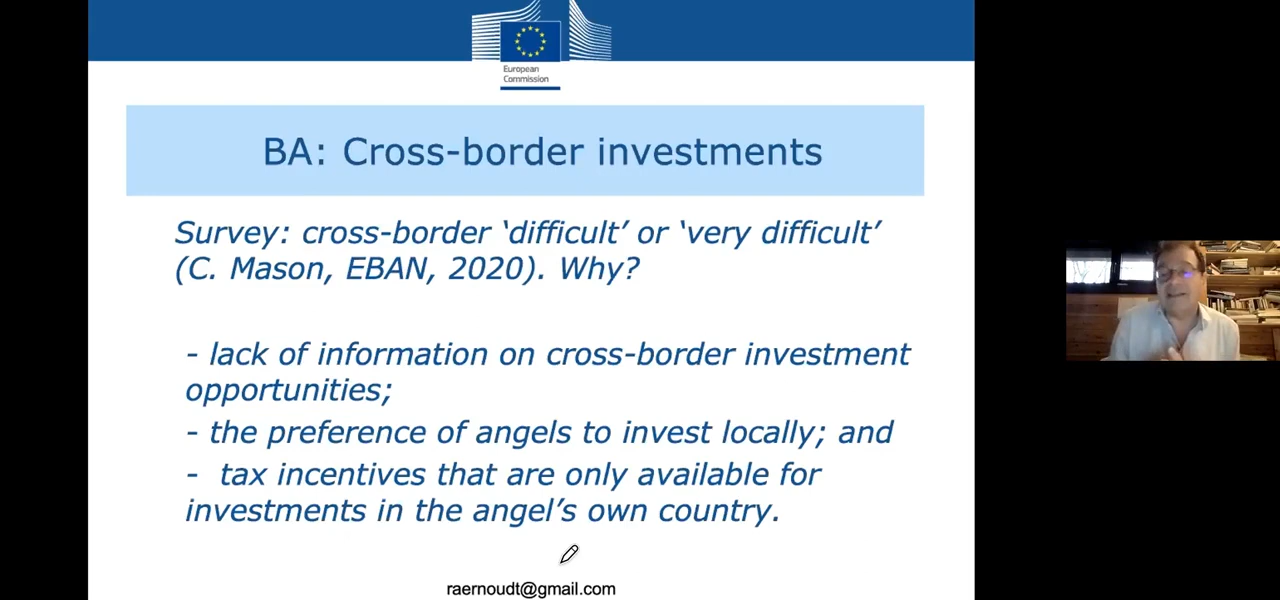 European
Commission
BA: Cross-border investments
Survey: cross-border ‘difficult’ or ‘very difficult’
(C. Mason, EBAN, 2020). Why?
- lack of information on cross-border investment
opportunities;
- the preference of angels to invest locally; and
- tax incentives that are only available for
investments in the angel’s own country.
raernoudt@gmail.com